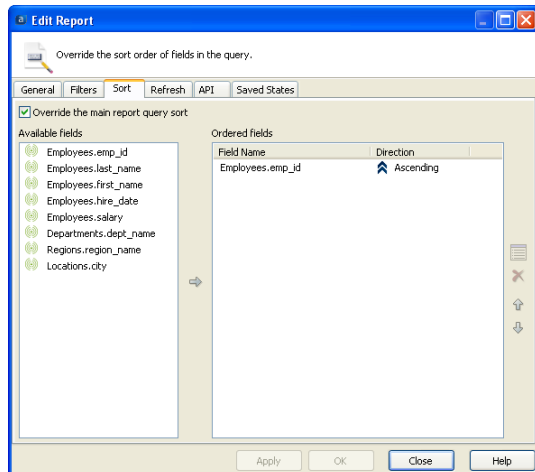 Edit Report
Override the sort order of fields in the query.
General Filters Sort Refresh API Saved States
Override the main report query sort
Available fields
Employees.emp_id
Employees.last_name
Employees.first_name
Employees.hire_date
Employees.salary
Departments.dept_name
Regions.region_name
Locations.city
Ordered fields
Field Name Direction
Employees.emp_id Ascending
Apply OK Close Help